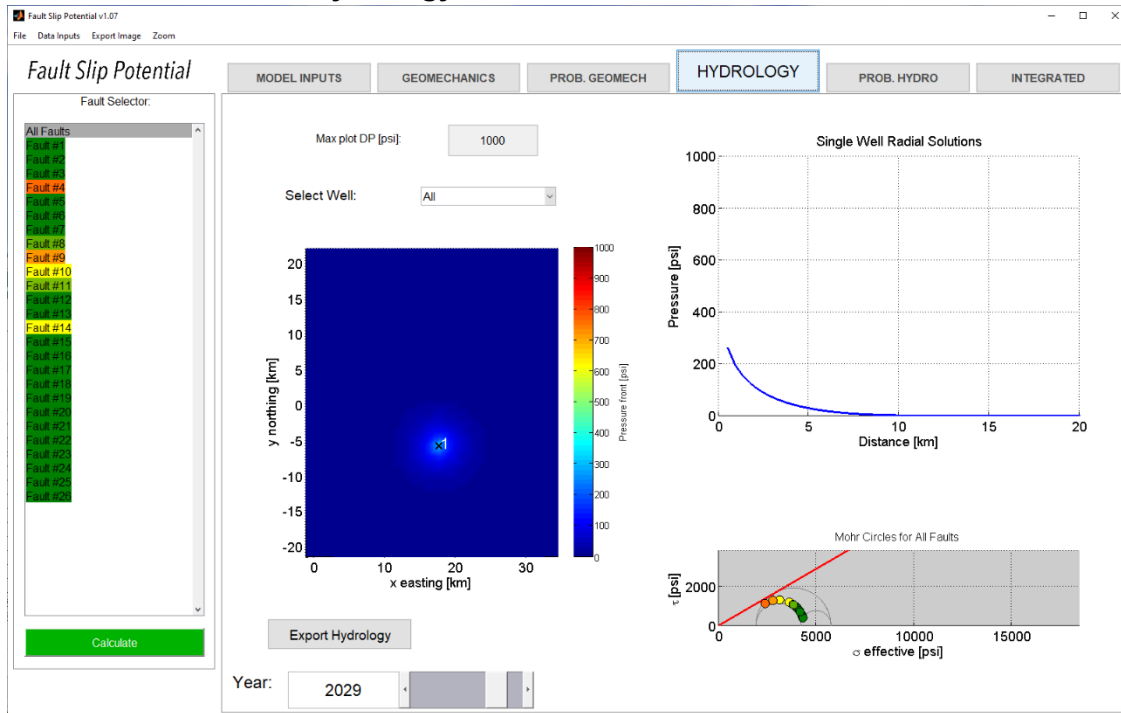 Fault Slip Potential v1.07
File Data Inputs Export Image Zoom
Fault Slip Potential
MODEL INPUTS GEOMECHANICS PROB. GEOMECH HYDROLOGY PROB. HYDRO INTEGRATED
Fault Selector:
All Faults
Fault #1
Fault #2
Fault #3
Fault #4
Fault #5
Fault #6
Fault #7
Fault #8
Fault #9
Fault #10
Fault #11
Fault #12
Fault #13
Fault #14
Fault #15
Fault #16
Fault #17
Fault #18
Fault #19
Fault #20
Fault #21
Fault #22
Fault #23
Fault #24
Fault #25
Fault #26
Calculate
Max plot DP [psi]: 1000
Select Well: All
20
15
10
5
0
-5
-10
-15
-20
y northing [km]
1
0 10 20 30
x easting [km]
1000
900
800
700
600
500
400
300
200
100
0
Pressure front [psi]
Export Hydrology
Year: 2029
Single Well Radial Solutions
1000
800
600
400
200
0
Pressure [psi]
0 5 10 15 20
Distance [km]
Mohr Circles for All Faults
2000
0
τ [psi]
0 5000 10000 15000
σ effective [psi]